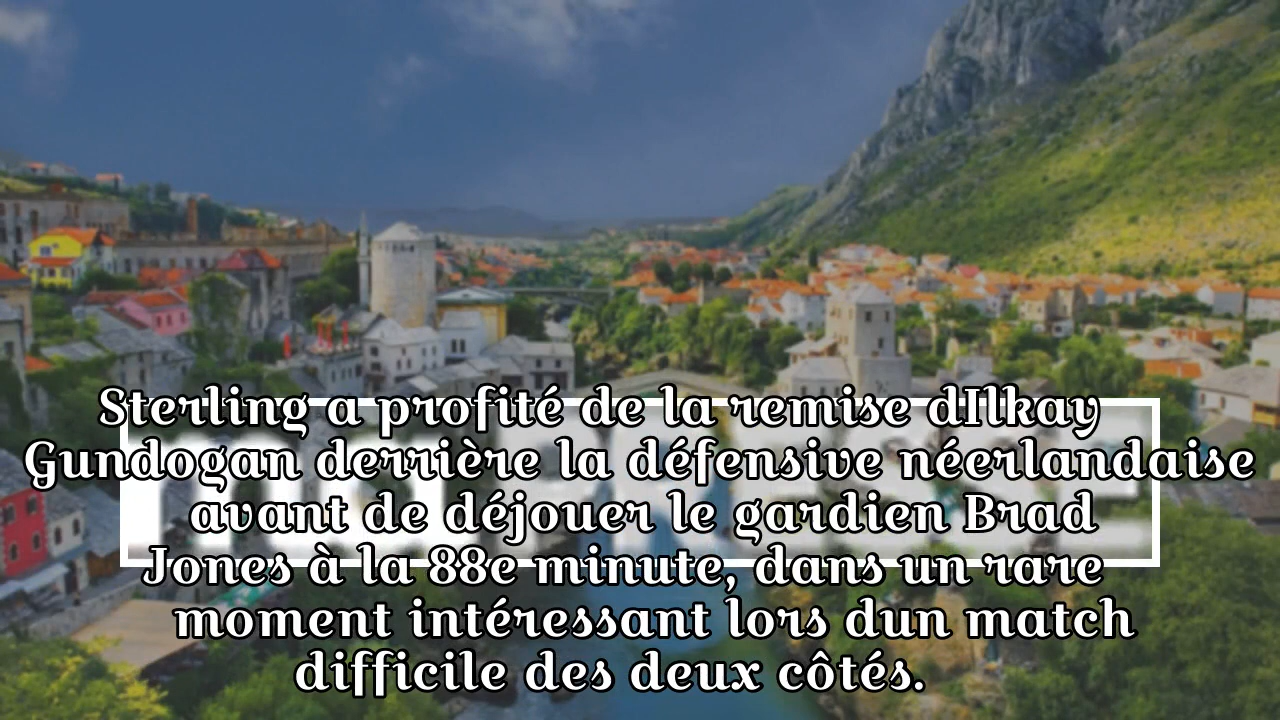 Sterling a profité de la remise dIlkay
Gundogan derrière la défensive néerlandaise
avant de déjouer le gardien Brad
Jones à la 88e minute, dans un rare
moment intéressant lors dun match
difficile des deux côtés.